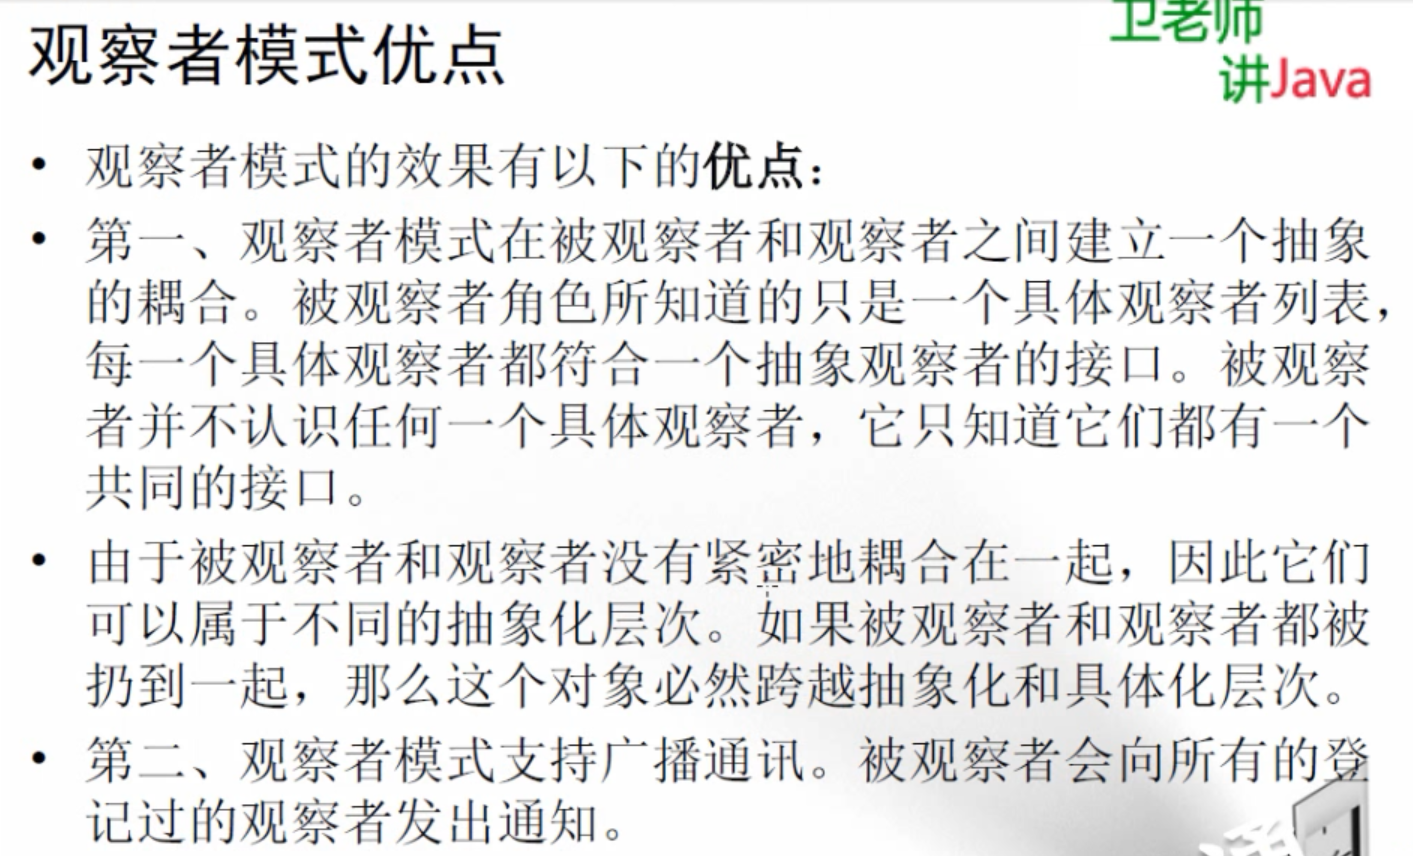 观察者模式优点
卫老师
讲Java
• 观察者模式的效果有以下的优点：
• 第一、观察者模式在被观察者和观察者之间建立一个抽象
的耦合。被观察者角色所知道的只是一个具体观察者列表，
每一个具体观察者都符合一个抽象观察者的接口。被观察
者并不认识任何一个具体观察者，它只知道它们都有一个
共同的接口。
• 由于被观察者和观察者没有紧密地耦合在一起，因此它们
可以属于不同的抽象化层次。如果被观察者和观察者都被
扔到一起，那么这个对象必然跨越抽象化和具体化层次。
• 第二、观察者模式支持广播通讯。被观察者会向所有的登
记过的观察者发出通知。